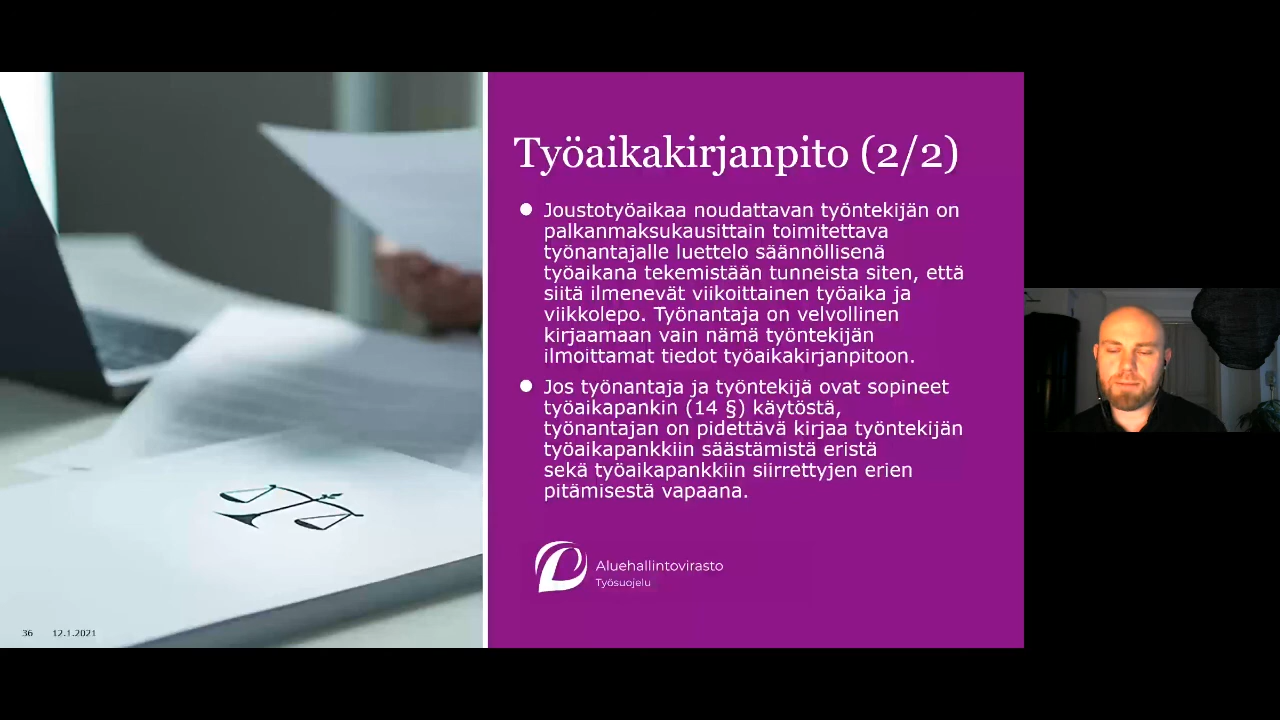 Työaikakirjanpito (2/2)
Joustotyöaikaa noudattavan työntekijän on
palkanmaksukausittain toimitettava
työnantajalle luettelo säännöllisenä
työaikana tekemistään tunneista siten, että
siitä ilmenevät viikoittainen työaika ja
viikkolepo. Työnantaja on velvollinen
kirjaamaan vain nämä työntekijän
ilmoittamat tiedot työaikakirjanpitoon.
Jos työnantaja ja työntekijä ovat sopineet
työaikapankin (14 §) käytöstä,
työnantajan on pidettävä kirjaa työntekijän
työaikapankkiin säästämistä eristä
sekä työaikapankkiin siirrettyjen erien
pitämisestä vapaana.
Aluehallintovirasto
Työsuojelu
36 12.1.2021